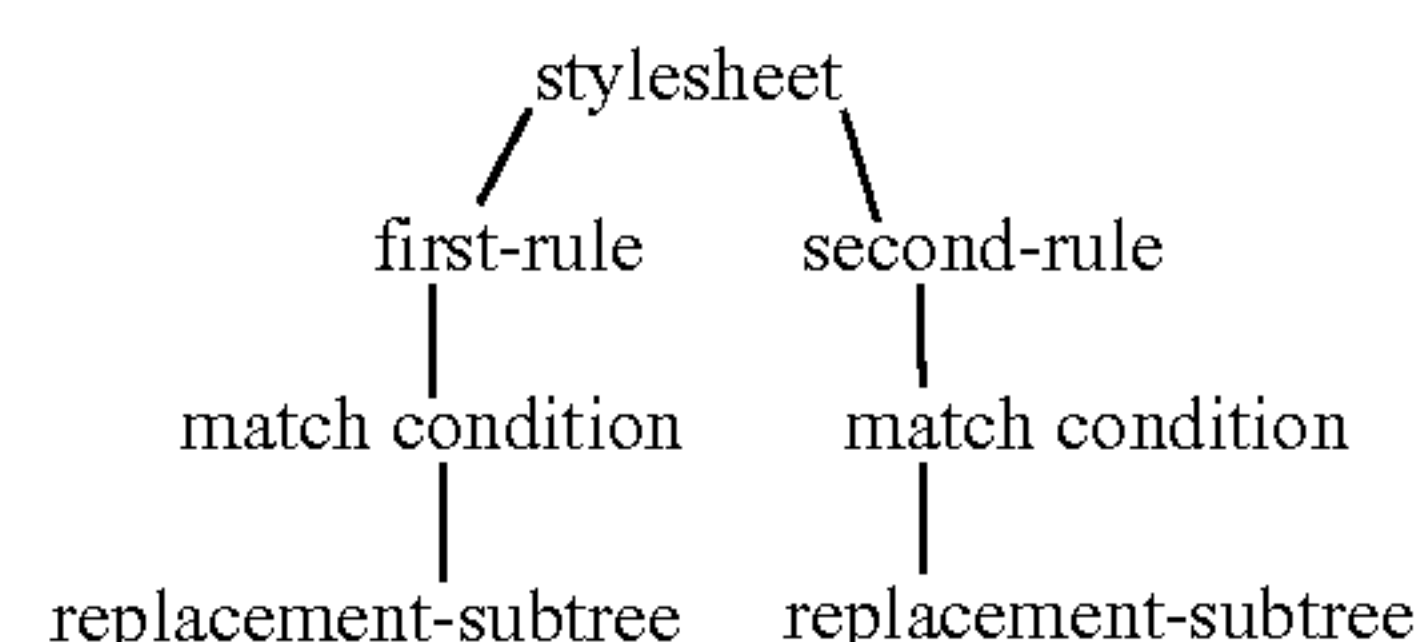 stylesheet
first-rule second-rule
match condition match condition
replacement-subtree replacement-subtree